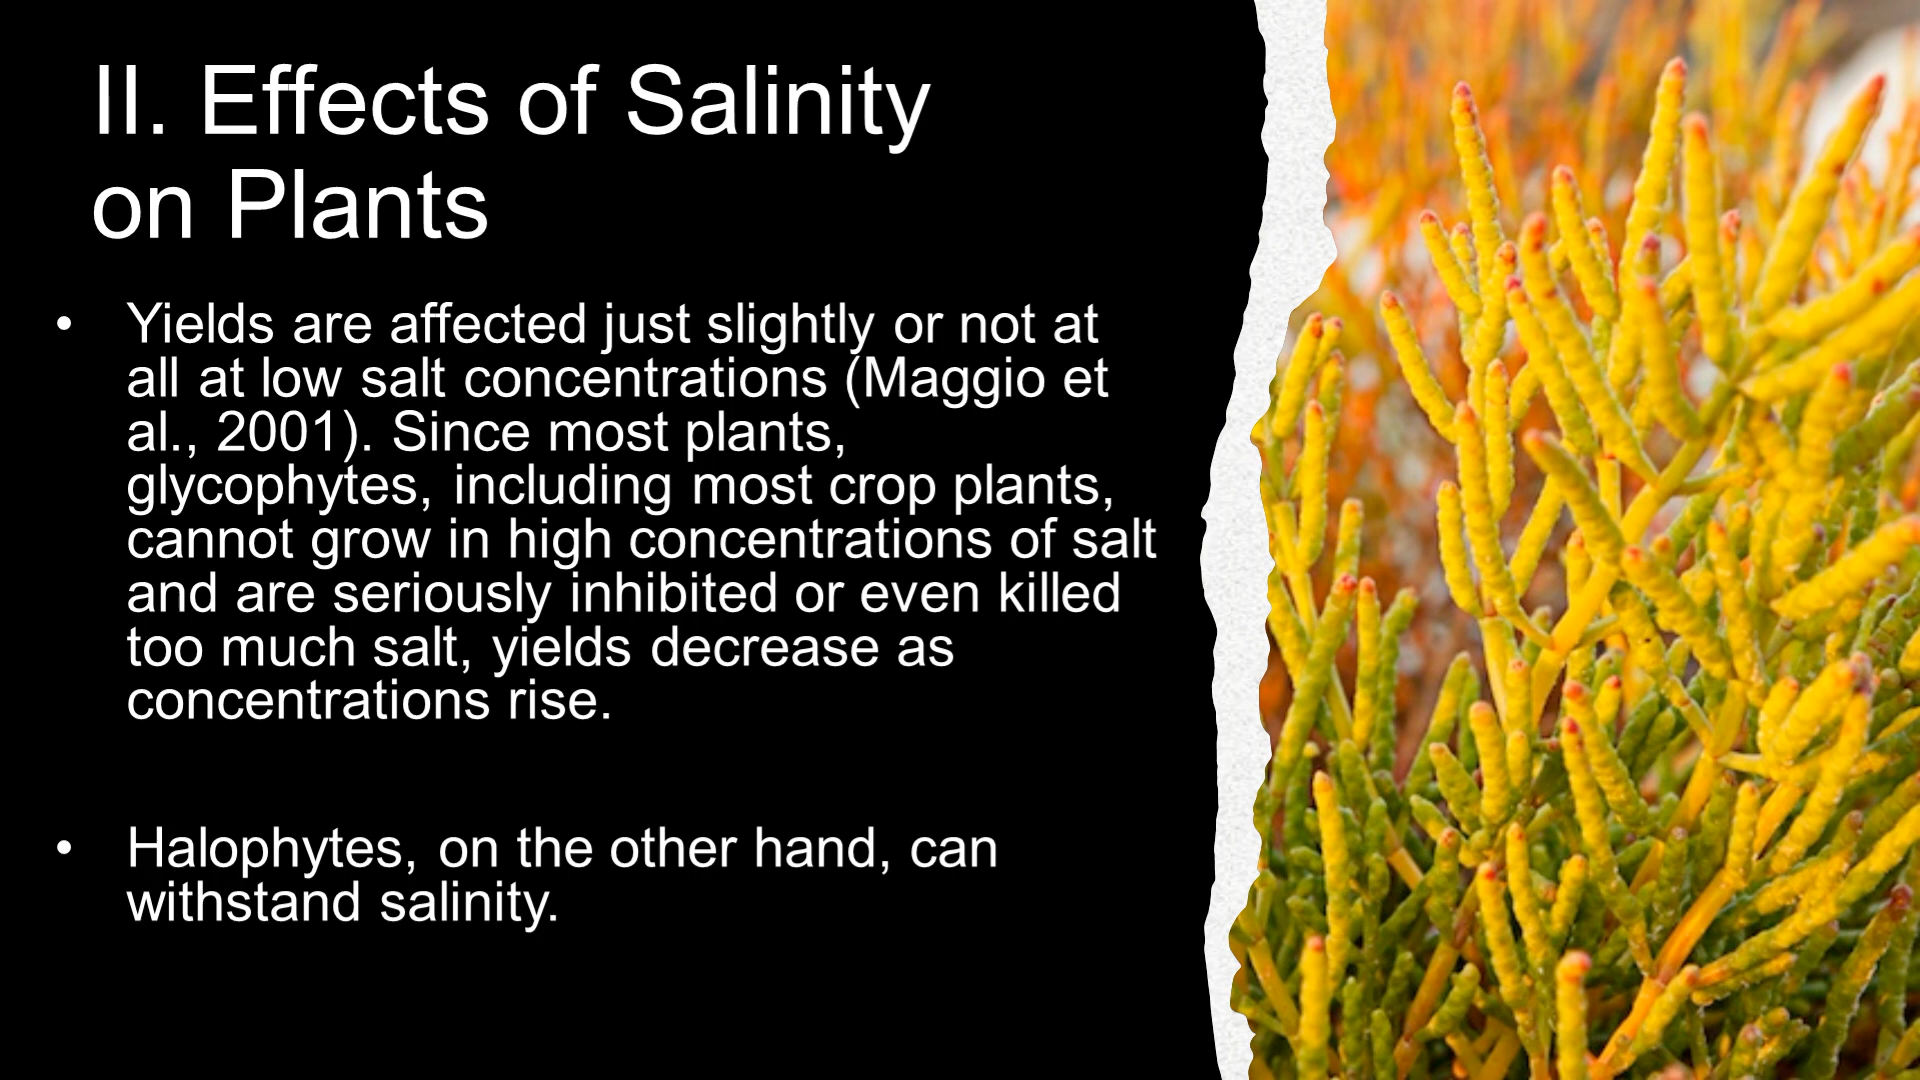 II. Effects of Salinity
on Plants
• Yields are affected just slightly or not at
all at low salt concentrations (Maggio et
al., 2001). Since most plants,
glycophytes, including most crop plants,
cannot grow in high concentrations of salt
and are seriously inhibited or even killed
too much salt, yields decrease as
concentrations rise.
• Halophytes, on the other hand, can
withstand salinity.